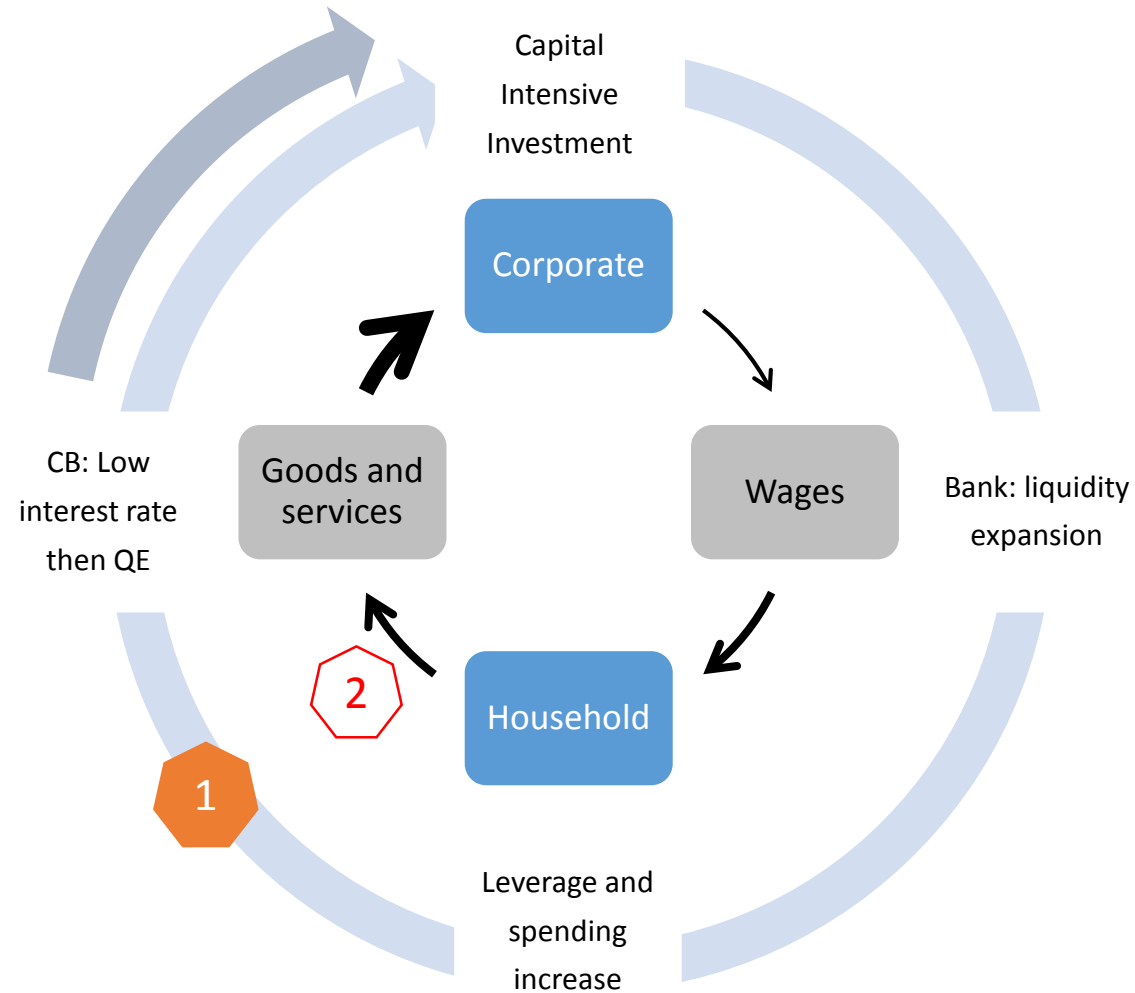 Capital
Intensive
Investment
Corporate
CB: Low
interest rate
then QE
Goods and
services
Wages
Bank: liquidity
expansion
2
Household
1
Leverage and
spending
increase